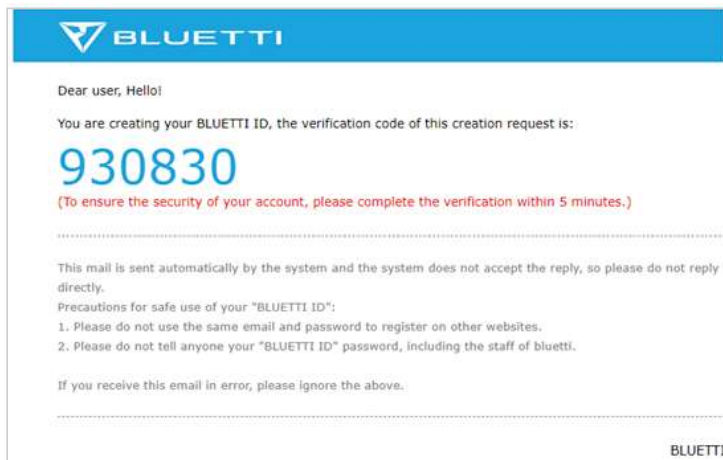 BLUETTI
Dear user, Hello!
You are creating your BLUETTI ID, the verification code of this creation request is:
930830
(To ensure the security of your account, please complete the verification within 5 minutes.)
This mail is sent automatically by the system and the system does not accept the reply, so please do not reply
directly.
Precautions for safe use of your "BLUETTI ID":
1. Please do not use the same email and password to register on other websites.
2. Please do not tell anyone your "BLUETTI ID" password, including the staff of bluetti.
If you receive this email in error, please ignore the above.
BLUETTI